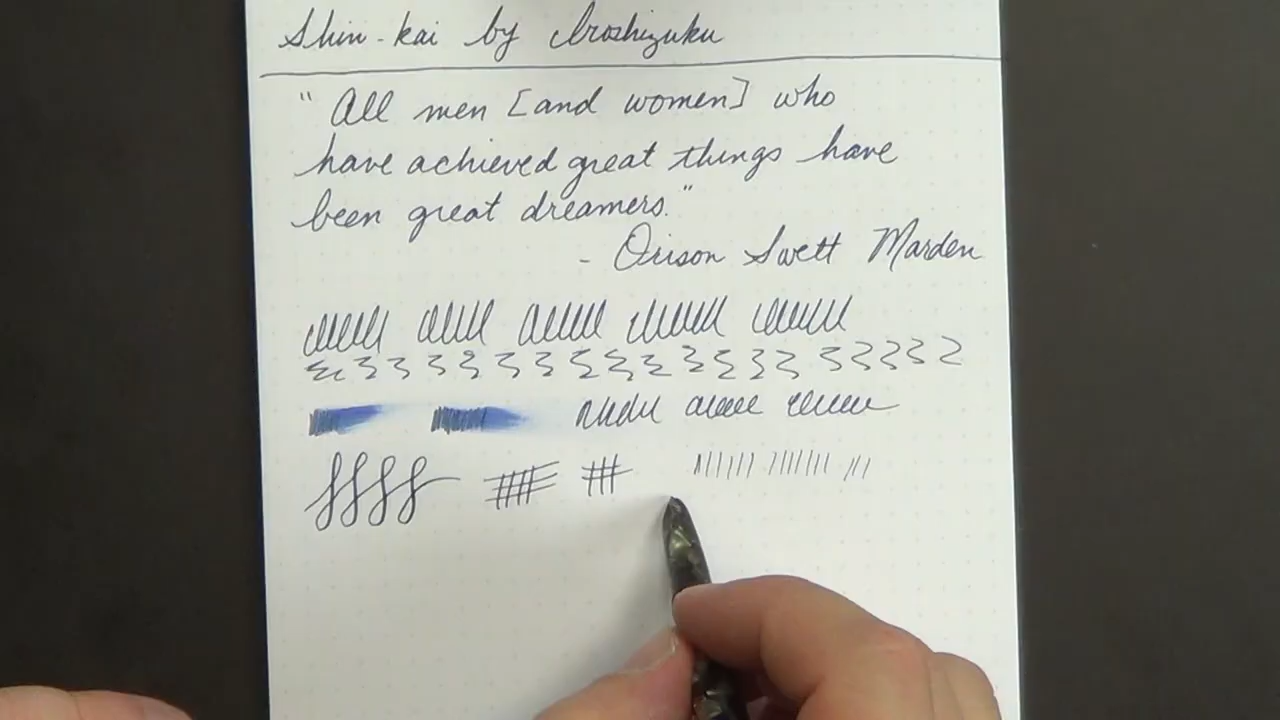 Shin-kai by Iroshizuku
"All men [and women] who
have achieved great things have
been great dreamers."
- Orison Swett Marden